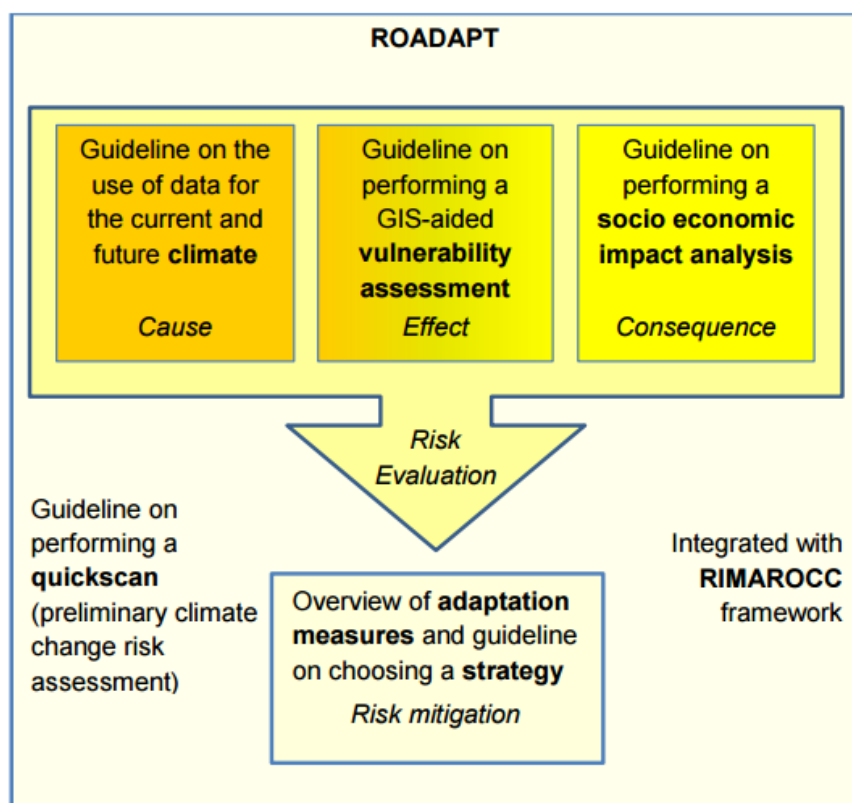 ROADAPT
Guideline on the
use of data for
the current and
future climate
Cause
Guideline on
performing a
GIS-aided
vulnerability
assessment
Effect
Guideline on
performing a
socio economic
impact analysis
Consequence
Risk
Evaluation
Guideline on
performing a
quickscan
(preliminary climate
change risk
assessment)
Integrated with
RIMAROCC
framework
Overview of adaptation
measures and guideline
on choosing a strategy
Risk mitigation